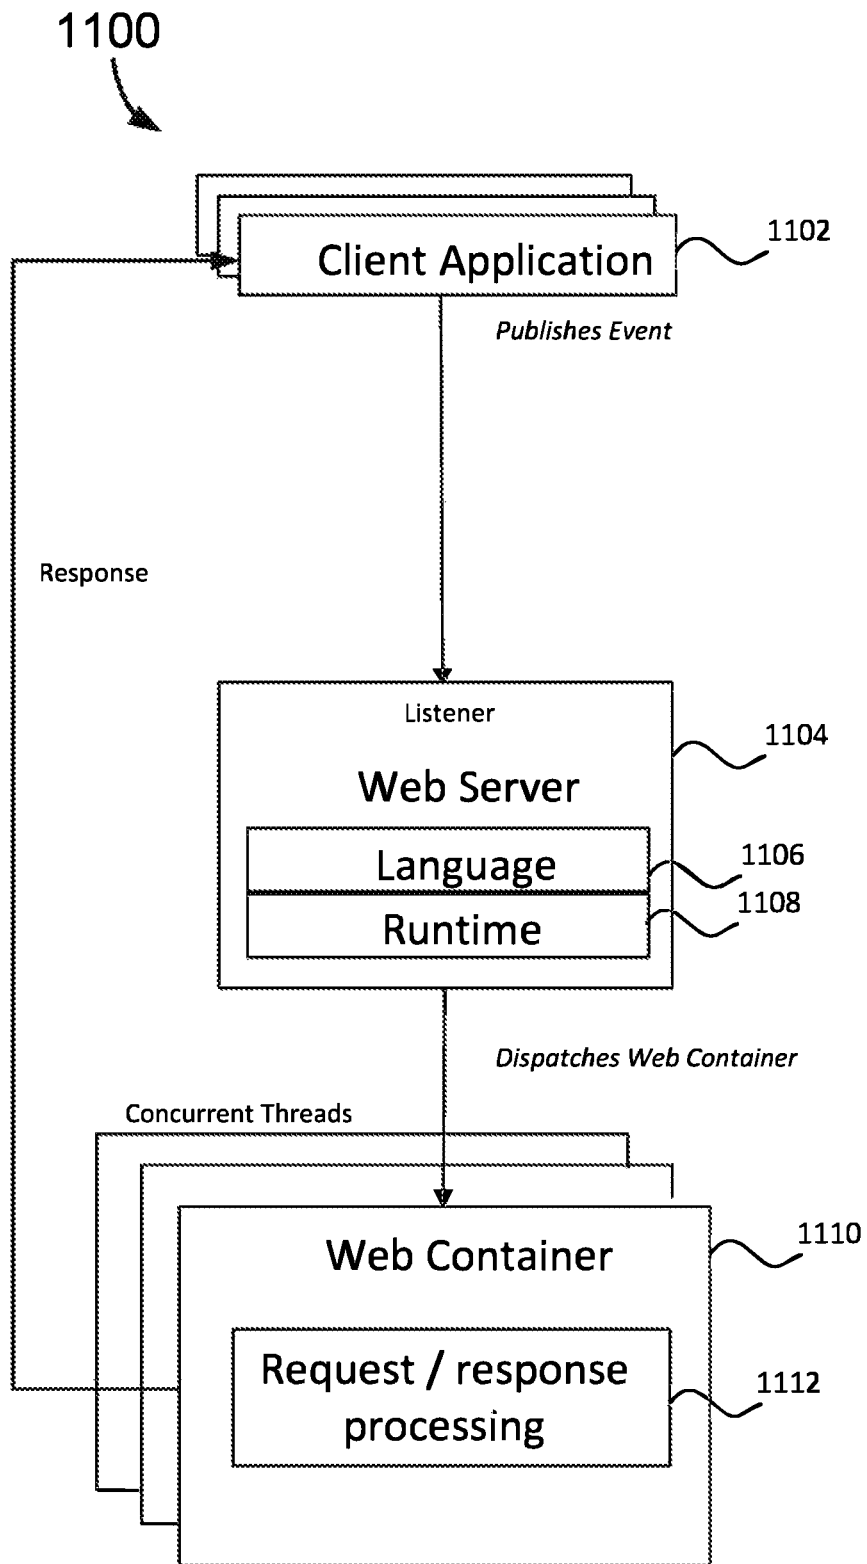 1100
Client Application
1102
Publishes Event
Response
Listener
1104
Web Server
Language
1106
Runtime
1108
Dispatches Web Container
Concurrent Threads
Web Container
1110
Request / response
processing
1112